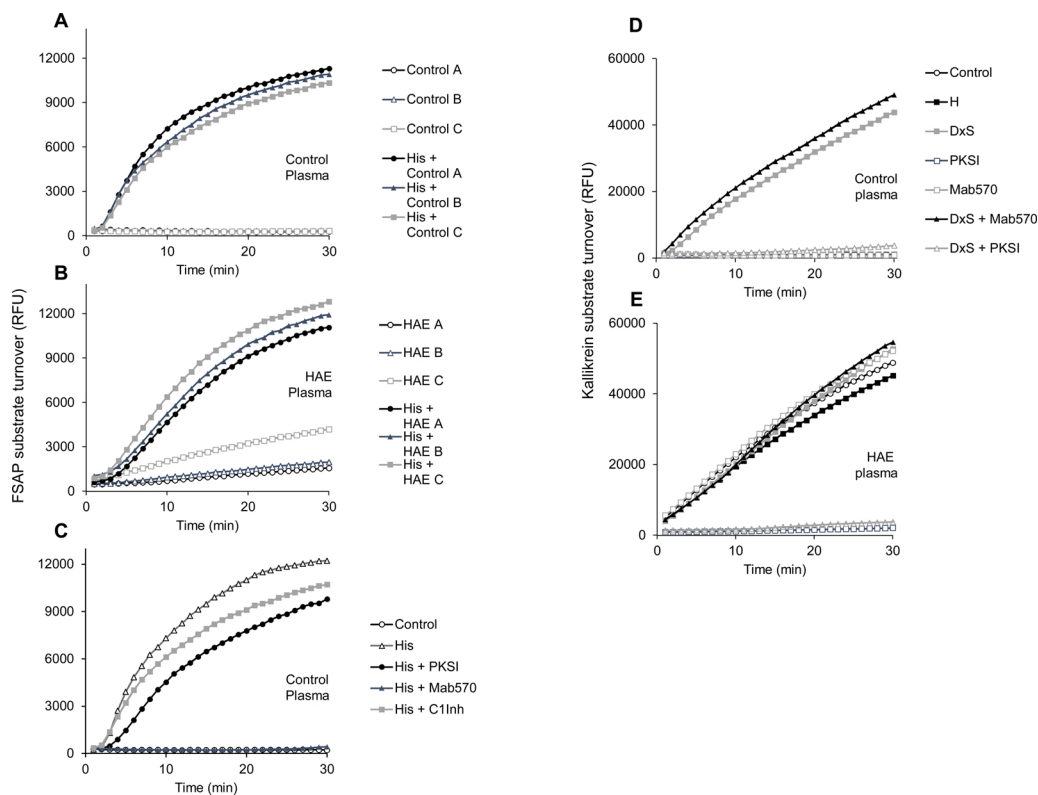 A
12000
9000
6000
3000
0
0
10
20
30
Time (min)
Control
Plasma
Control A
Control B
Control C
His +
Control A
His +
Control B
His +
Control C
B
FSAP substrate turnover (RFU)
12000
9000
6000
3000
0
0
10
20
30
Time (min)
HAE
Plasma
HAE A
HAE B
HAE C
His +
HAE A
His +
HAE B
His +
HAE C
C
12000
9000
6000
3000
0
0
10
20
30
Time (min)
Control
Plasma
Control
His
His + PKSI
His + Mab570
His + C1Inh
D
Kallikrein substrate turnover (RFU)
60000
40000
20000
0
0
10
20
30
Time (min)
Control
plasma
Control
H
DxS
PKSI
Mab570
DxS + Mab570
DxS + PKSI
E
60000
40000
20000
0
0
10
20
30
Time (min)
HAE
plasma